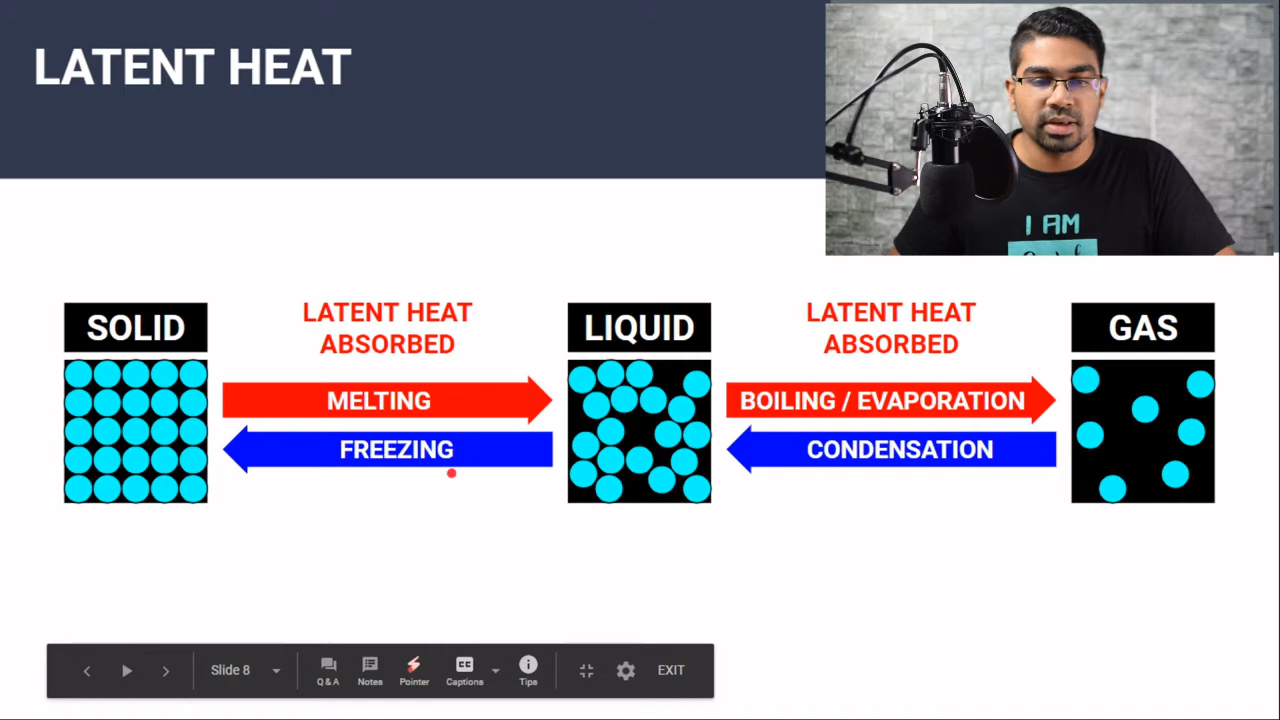 LATENT HEAT
I AM
SOLID
LATENT HEAT
ABSORBED
MELTING
FREEZING
LIQUID
LATENT HEAT
ABSORBED
BOILING / EVAPORATION
CONDENSATION
GAS
Slide 8
Q & A
Notes
Pointer
Captions
Tips
EXIT
CC